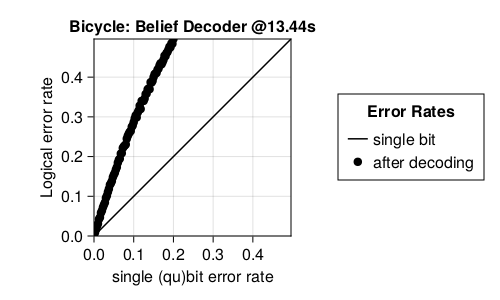 Bicycle: Belief Decoder @13.44s
Logical error rate
0.4
0.3
0.2
0.1
0.0
0.0 0.1 0.2 0.3 0.4
single (qu)bit error rate
Error Rates
single bit
after decoding